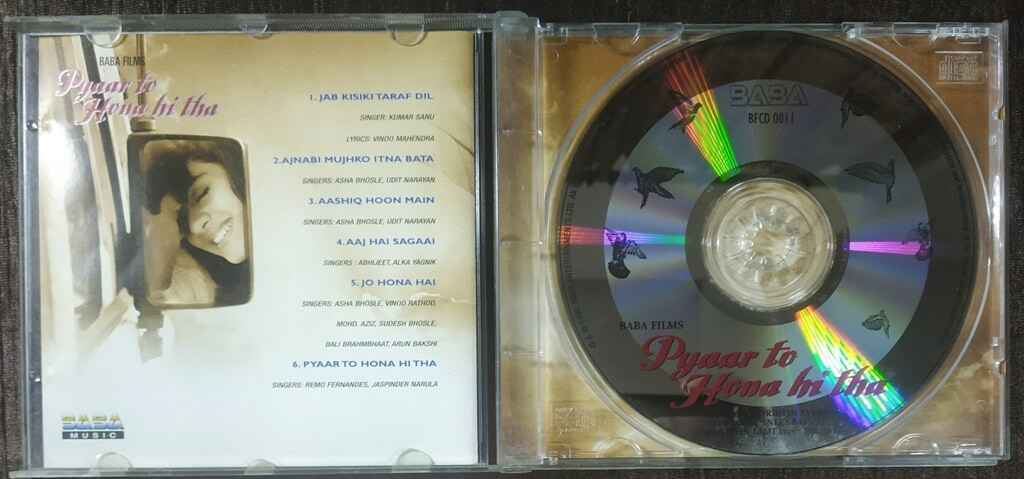 BABA FILMS
Pyaar to
Hona hi tha
1. JAB KISIKI TARAF DIL
SINGER: KUMAR SANU
LYRICS: VINOO MAHENDRA
2.AJNABI MUJHKO ITNA BATA
SINGERS: ASHA BHOSLE, UDIT NARAYAN
3. AASHIQ HOON MAIN
SINGERS: ASHA BHOSLE, UDIT NARAYAN
4. AAJ HAI SAGAAI
SINGERS : ABHIJEET, ALKA YAGNIK
5. JO HONA HAI
SINGERS: ASHA BHOSLE, VINOD RATHOD,
MOHD. AZIZ, SUDESH BHOSLE,
BALI BRAHMBHAAT, ARUN BAKSHI
6. PYAAR TO HONA HI THA
SINGERS: REMO FERNANDES, JASPINDER NARULA
BABA
MUSIC
BABA
BFCD 0011
BABA FILMS
Pyaar to
Hona hi tha